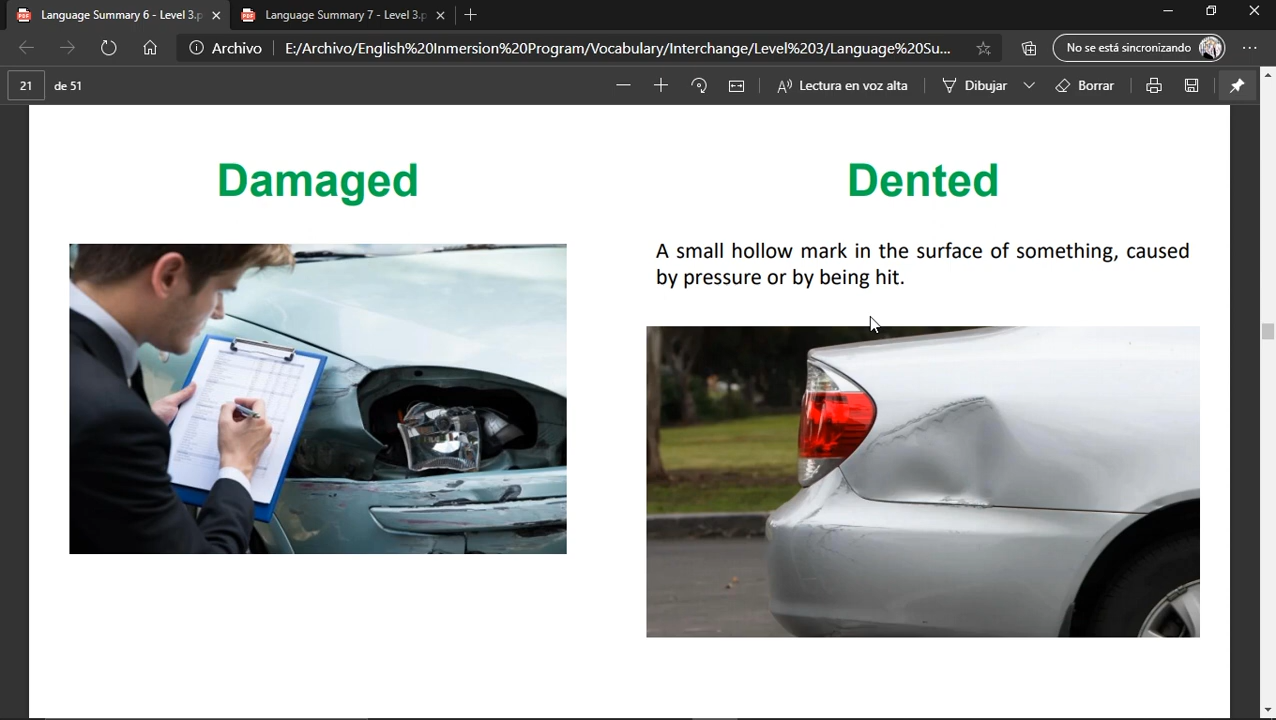 Language Summary 6 - Level 3.p
Language Summary 7 - Level 3.p
Archivo
E:/Archivo/English%20Inmersion%20Program/Vocabulary/Interchange/Level%203/Language%20Su...
No se está sincronizando
21
de 51
Lectura en voz alta
Dibujar
Borrar
Damaged
Dented
A small hollow mark in the surface of something, caused
by pressure or by being hit.